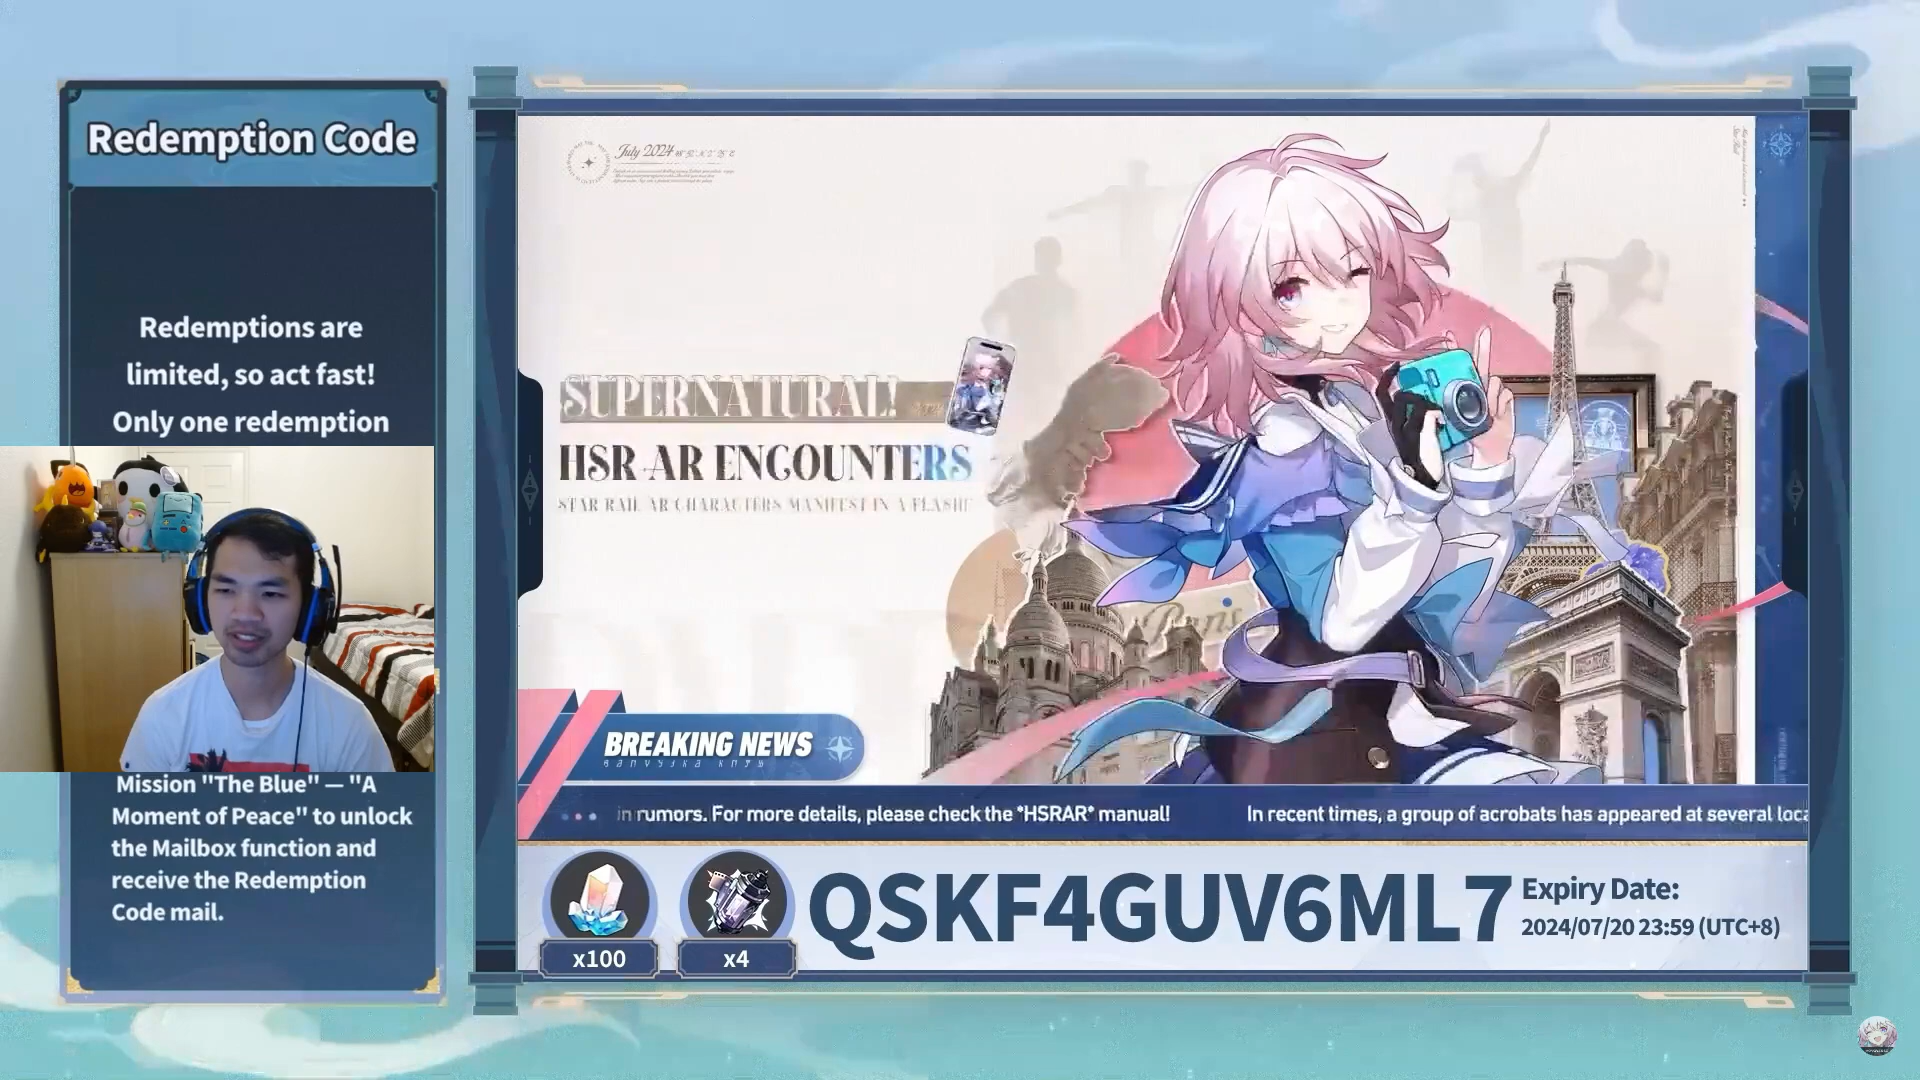 Redemption Code
Redemptions are
limited, so act fast!
Only one redemption
Mission "The Blue" — "A
Moment of Peace" to unlock
the Mailbox function and
receive the Redemption
Code mail.
July 2024
SUPERNATURAL!
HSR AR ENCOUNTERS
STAR RAIL AR CHARACTERS MANIFEST IN A FLASH!
Paris
BREAKING NEWS
in rumors. For more details, please check the *HSRAR* manual! In recent times, a group of acrobats has appeared at several loca
x100
x4
QSKF4GUV6ML7
Expiry Date:
2024/07/20 23:59 (UTC+8)